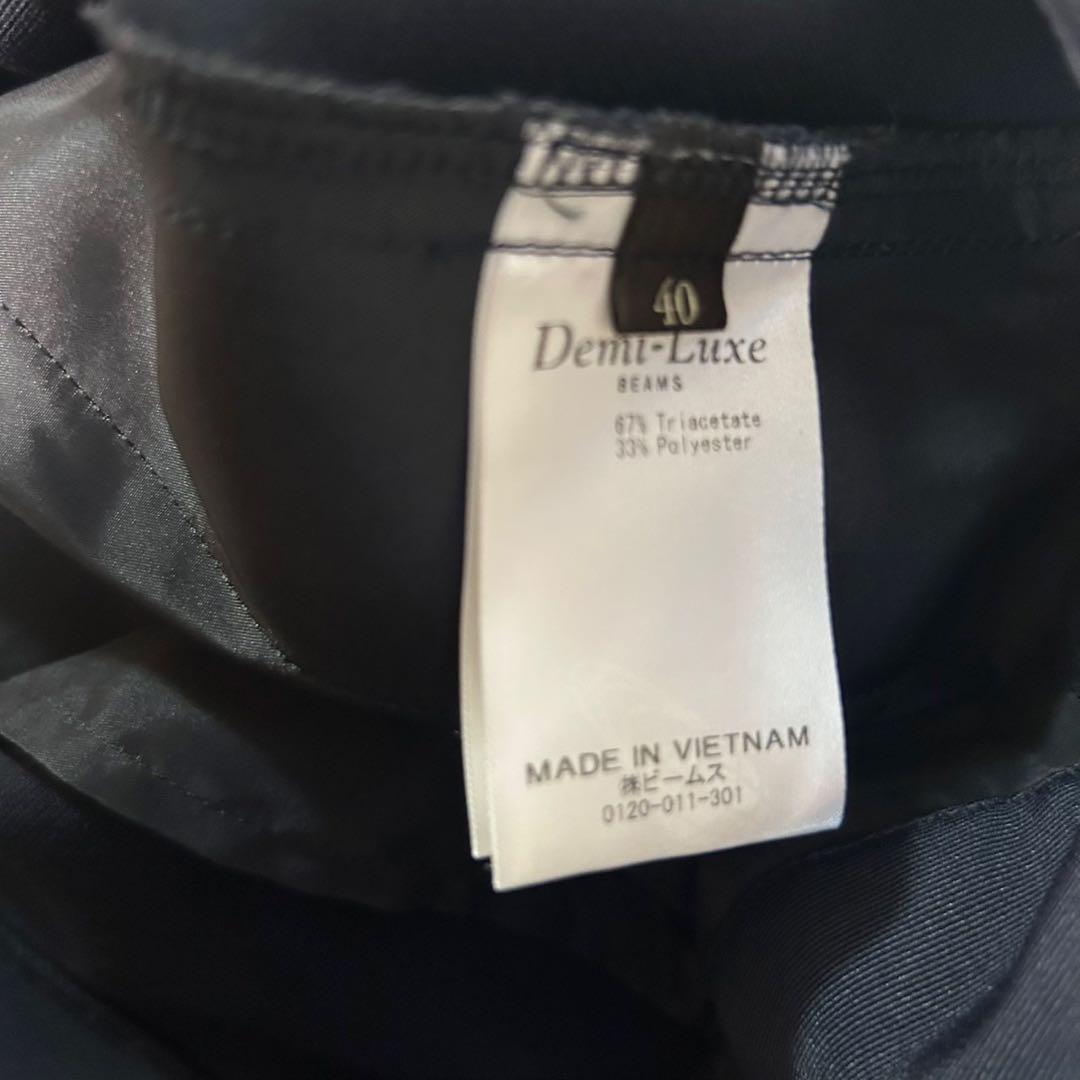 40
Demi-Luxe
BEAMS
67% Triacetate
33% Polyester
MADE IN VIETNAM
㈱ビームス
0120-011-301